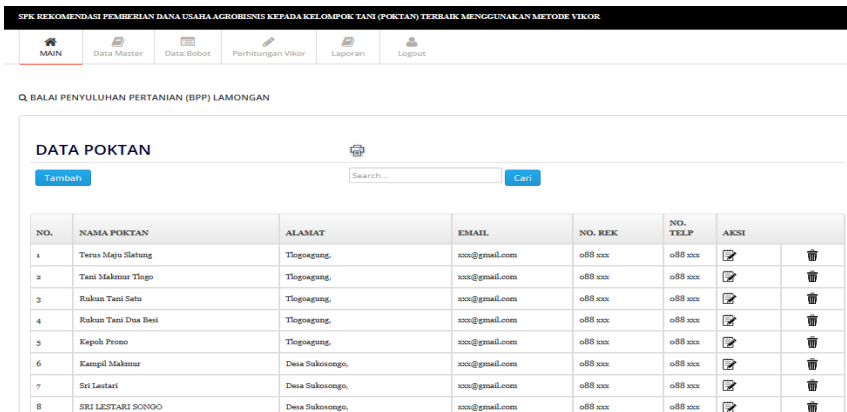 SPK REKOMENDASI PEMBERIAN DANA USAHA AGROBISNIS KEPADA KELOMPOK TANI (POKTAN) TERBAIK MENGGUNAKAN METODE VIKOR
MAIN Data Master Data.Bobot Perhitungan Vikor Laporan Logout
BALAI PENYULUHAN PERTANIAN (BPP) LAMONGAN
DATA POKTAN
Tambah Search... Cari
NO. NAMA POKTAN ALAMAT EMAIL NO. REK NO. TELP AKSI
1 Terus Maju Slatung Tlogoagung, xxx@gmail.com 088 xxx 088 xxx
2 Tani Makmur Tlogo Tlogoagung, xxx@gmail.com 088 xxx 088 xxx
3 Rukun Tani Satu Tlogoagung, xxx@gmail.com 088 xxx 088 xxx
4 Rukun Tani Dua Besi Tlogoagung, xxx@gmail.com 088 xxx 088 xxx
5 Kepoh Prono Tlogoagung, xxx@gmail.com 088 xxx 088 xxx
6 Kampil Makmur Desa Sukosongo, xxx@gmail.com 088 xxx 088 xxx
7 Sri Lestari Desa Sukosongo, xxx@gmail.com 088 xxx 088 xxx
8 SRI LESTARI SONGO Desa Sukosongo, xxx@gmail.com 088 xxx 088 xxx